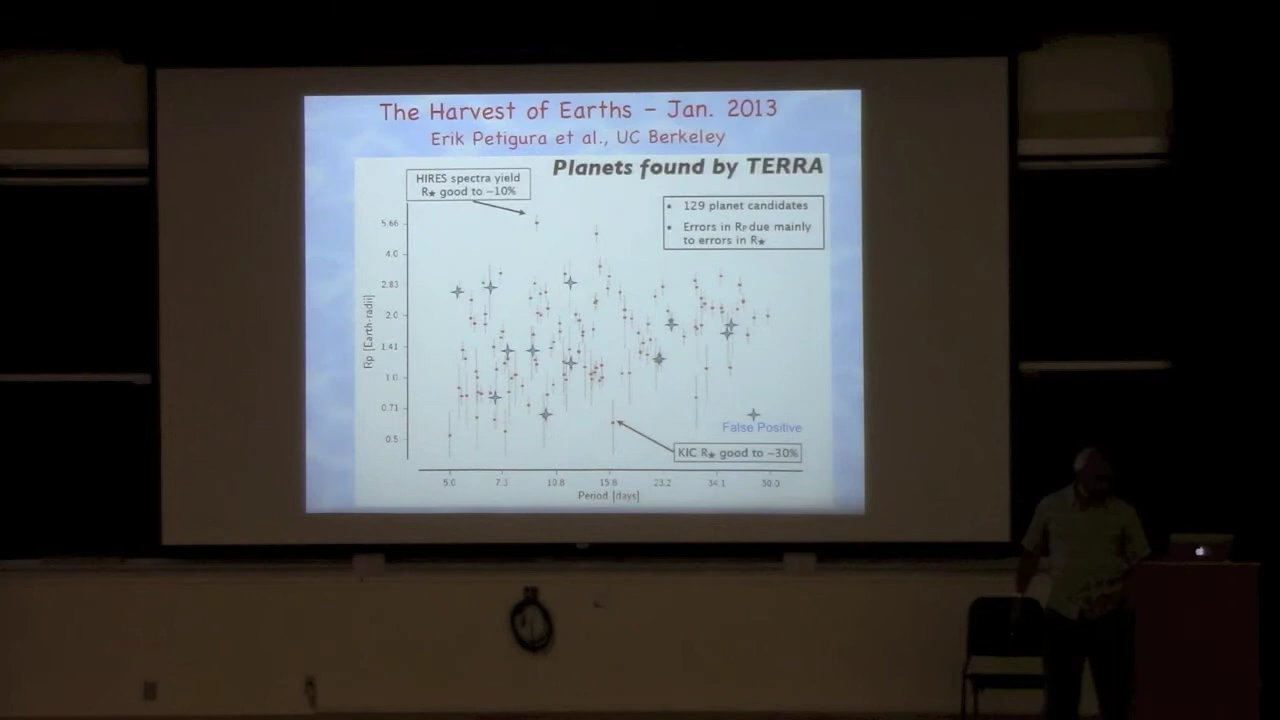 The Harvest of Earths – Jan. 2013
Erik Petigura et al., UC Berkeley
Planets found by TERRA
HIRES spectra yield
R★ good to ~10%
• 129 planet candidates
• Errors in RP due mainly
to errors in R★
5.66
4.0
2.83
2.0
1.41
1.0
0.71
0.5
Rp [Earth-radii]
False Positive
KIC R★ good to ~30%
5.0 7.3 10.8 15.8 23.2 34.1 50.0
Period [days]